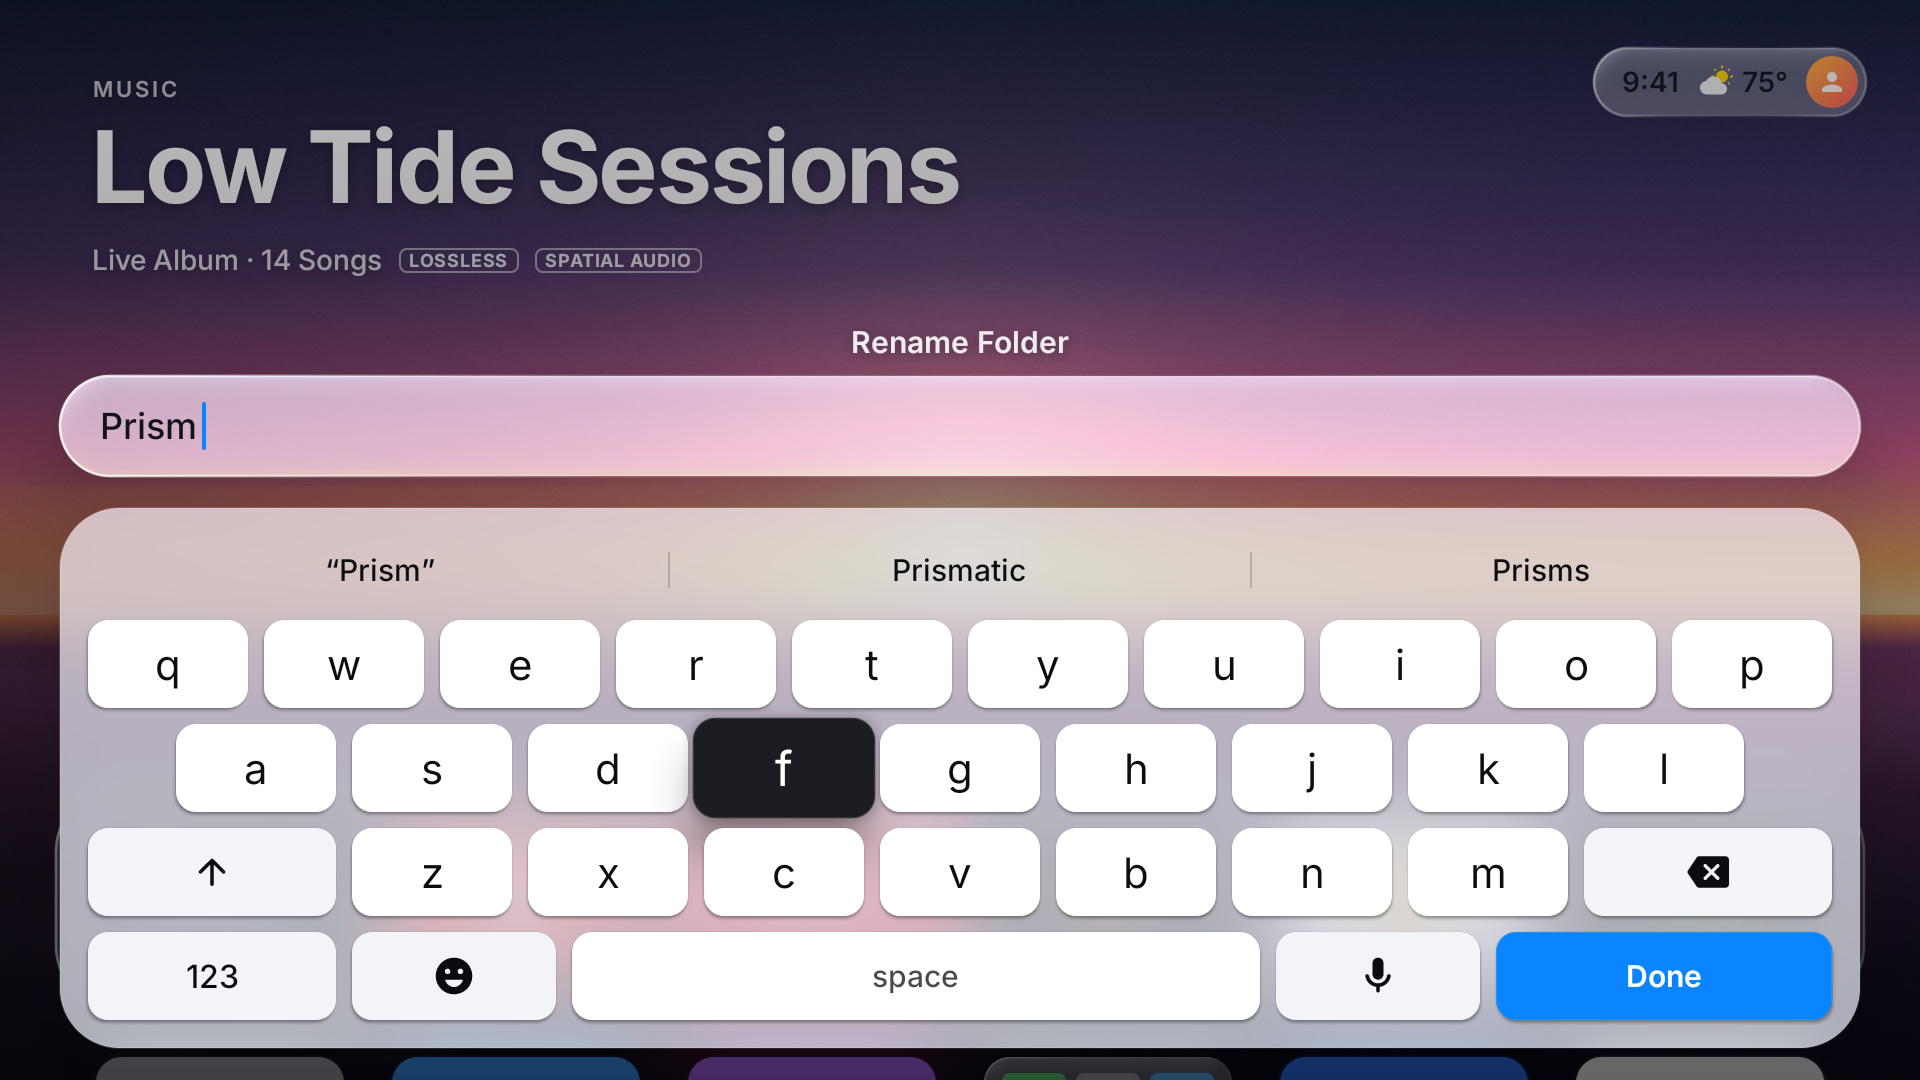 MUSIC
9:41 75°
Low Tide Sessions
Live Album · 14 Songs LOSSLESS SPATIAL AUDIO
Rename Folder
Prism
“Prism” Prismatic Prisms
q w e r t y u i o p
a s d f g h j k l
z x c v b n m
123 space Done